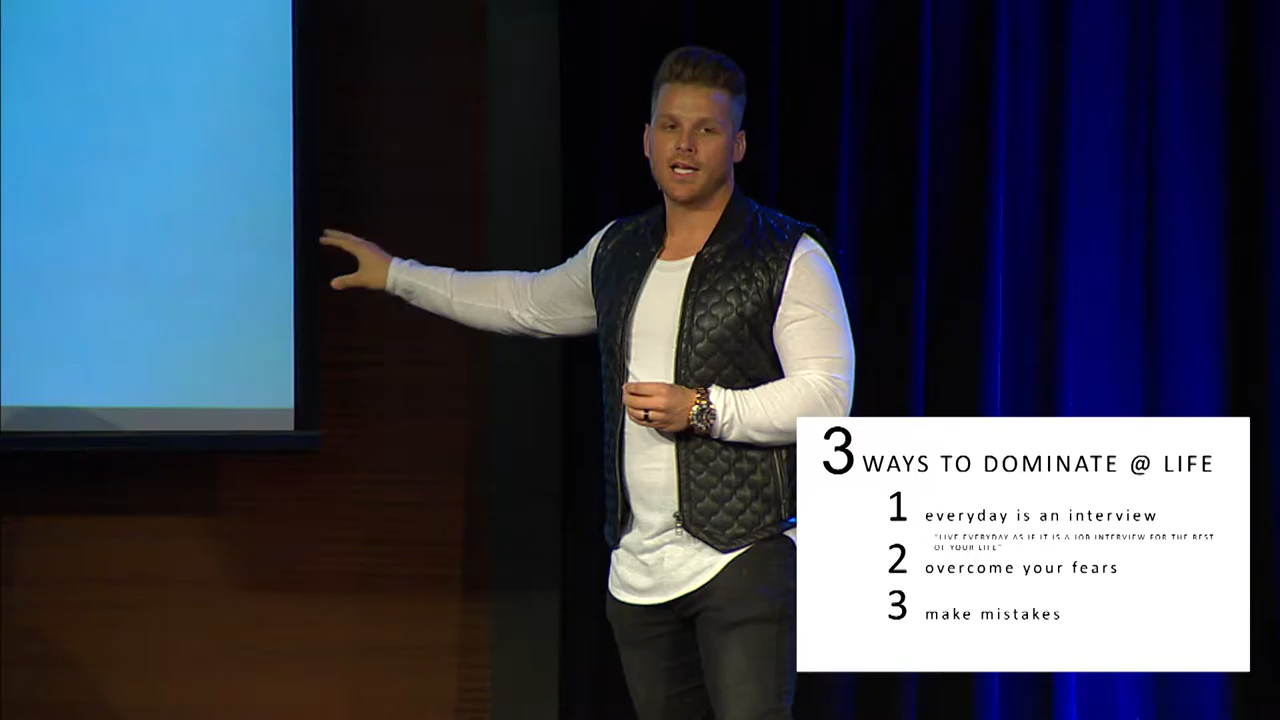 3 WAYS TO DOMINATE @ LIFE
1 everyday is an interview
"LIVE EVERYDAY AS IF IT IS A JOB INTERVIEW FOR THE REST
OF YOUR LIFE"
2 overcome your fears
3 make mistakes